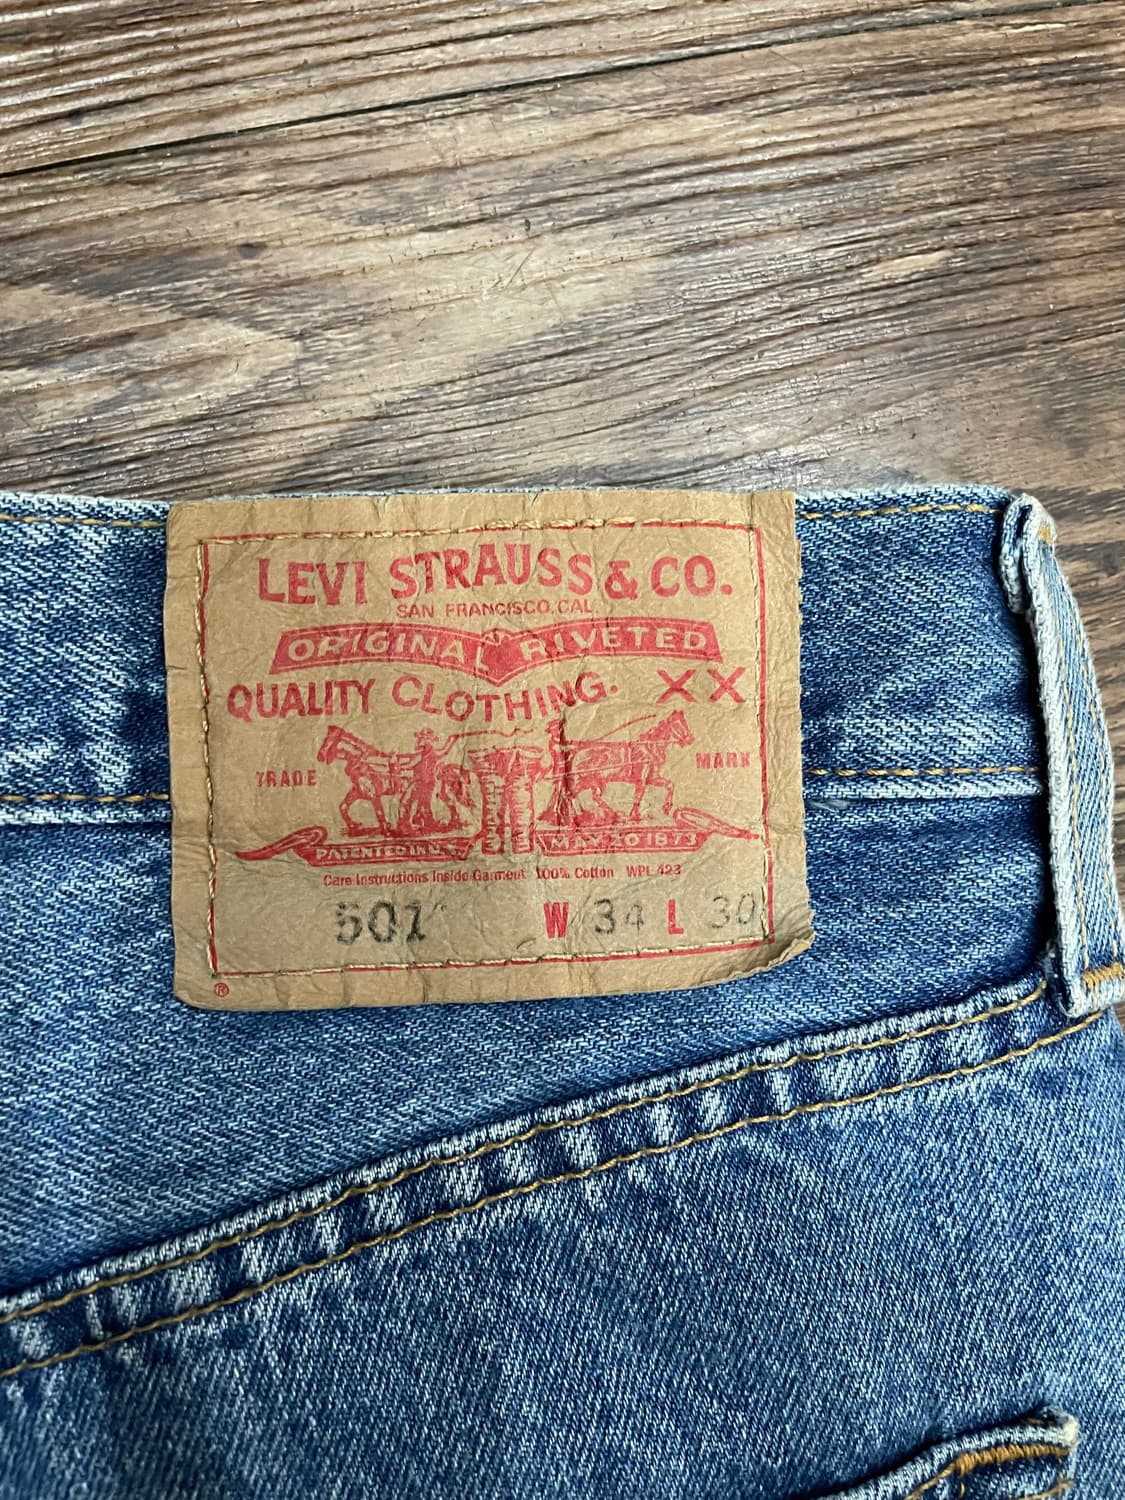 LEVI STRAUSS & CO.
SAN FRANCISCO, CAL
ORIGINAL RIVETED
QUALITY CLOTHING. XX
TRADE MARK
PATENTED IN U.S. MAY 20 1873
Care Instructions Inside Garment 100% Cotton WPL 423
501 W 34 L 30
®